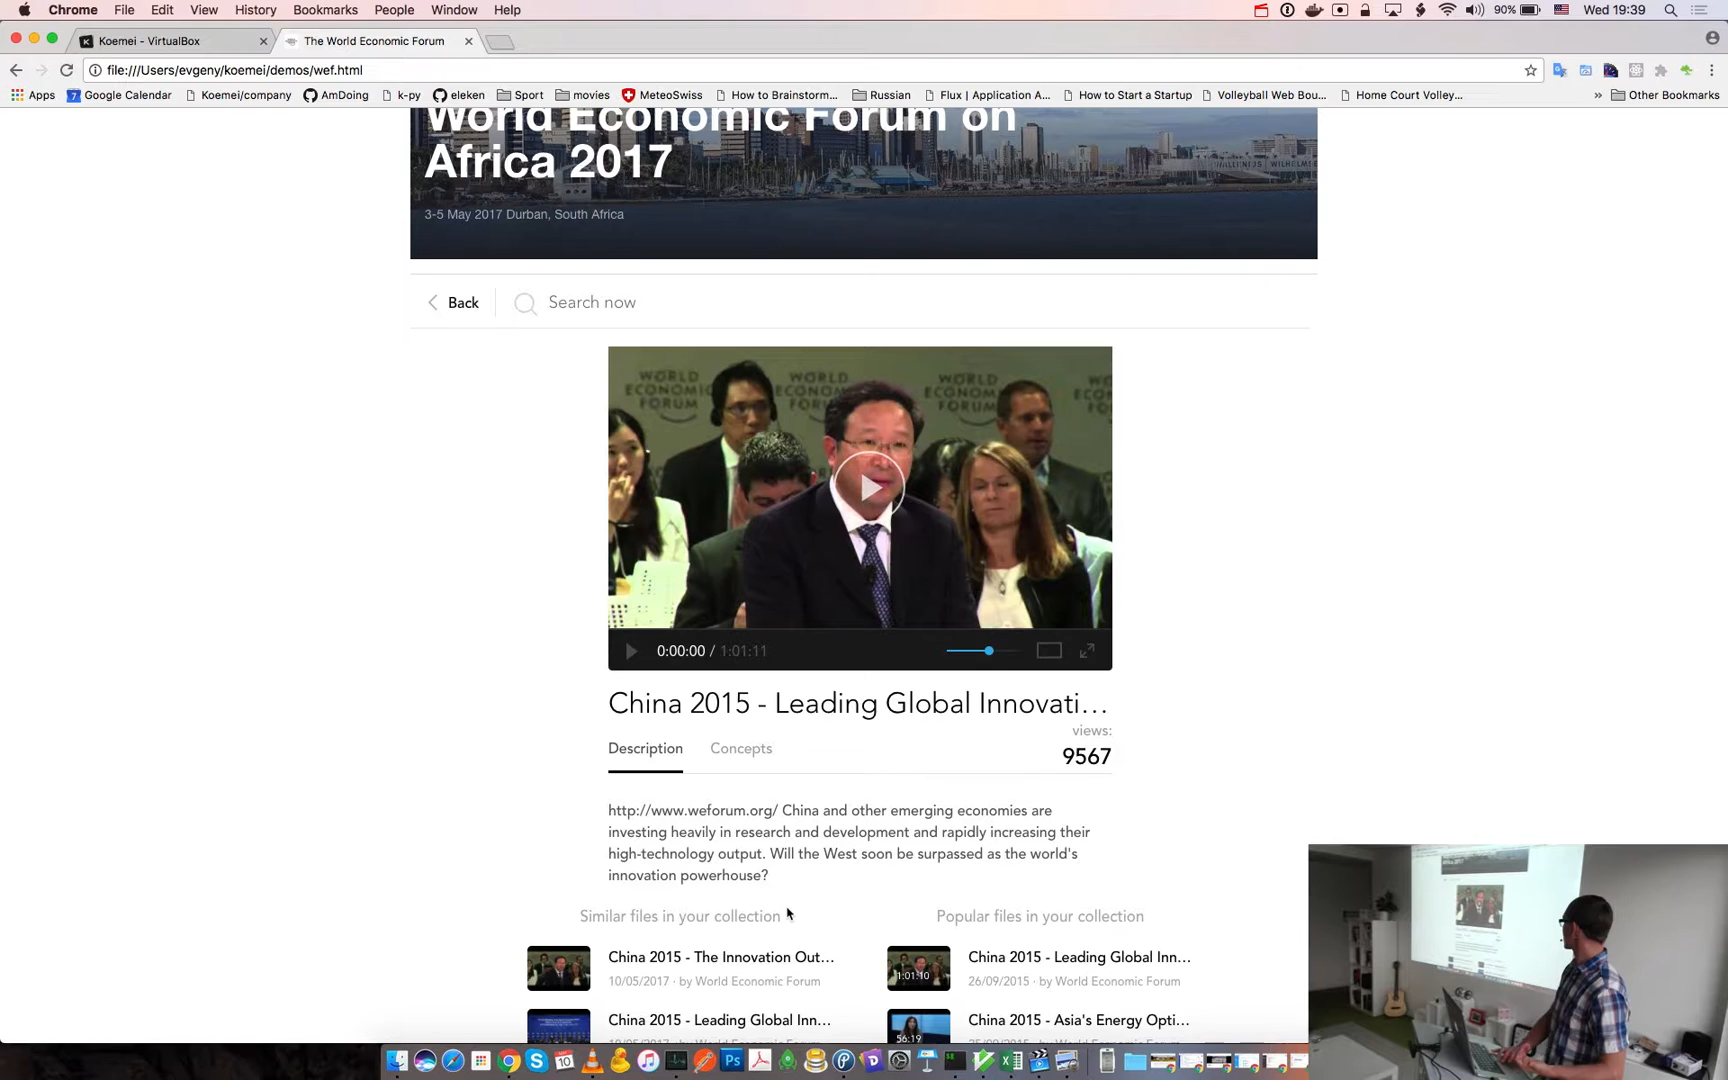 Chrome File Edit View History Bookmarks People Window Help 90% Wed 19:39
Koemei - VirtualBox The World Economic Forum
file:///Users/evgeny/koemei/demos/wef.html
Apps Google Calendar Koemei/company AmDoing k-py eleken Sport movies MeteoSwiss How to Brainstorm... Russian Flux | Application A... How to Start a Startup Volleyball Web Bou... Home Court Volley... » Other Bookmarks
World Economic Forum on
Africa 2017
3-5 May 2017 Durban, South Africa
Back Search now
WORLD ECONOMIC FORUM
WORLD ECONOMIC FORUM
WORLD ECONOMIC FORUM
0:00:00 / 1:01:11
China 2015 - Leading Global Innovati...
views:
Description Concepts 9567
http://www.weforum.org/ China and other emerging economies are
investing heavily in research and development and rapidly increasing their
high-technology output. Will the West soon be surpassed as the world's
innovation powerhouse?
Similar files in your collection
China 2015 - The Innovation Out...
10/05/2017 · by World Economic Forum
China 2015 - Leading Global Inn...
Popular files in your collection
1:01:10
China 2015 - Leading Global Inn...
26/09/2015 · by World Economic Forum
56:19
China 2015 - Asia's Energy Opti...